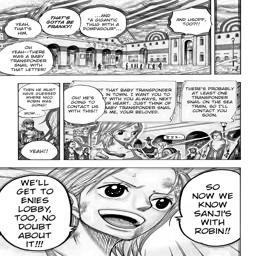 YEAH,
THAT'S
HIM.
THAT'S
GOTTA BE
FRANKY!
AND...
"A GIGANTIC
THUG WITH A
POMPADOUR"...
AND USOPP,
TOO?!!
YEAH--THERE
WAS A BABY
TRANSPONDER
SNAIL WITH
THAT LETTER!
THEN HE MUST
HAVE GUESSED
WHERE NICO
ROBIN WAS
GOING!
YEAH!!
OH! HE'S
GOING TO
CONTACT US
WITH THIS!!
THAT BABY TRANSPONDER
IN TOWN. I WANT YOU TO
WITH YOU ALWAYS, NEXT
YOUR HEART. JUST THINK OF
BABY TRANSPONDER SNAIL
AS ME, YOUR BELOVED.
THERE'S PROBABLY
AT LEAST ONE
TRANSPONDER
SNAIL ON THE SEA
TRAIN, SO I'LL
CONTACT YOU
SOON.
WE'LL
GET TO
ENIES
LOBBY,
TOO, NO
DOUBT
ABOUT
IT!!!
SO
NOW WE
KNOW
SANJI'S
WITH
ROBIN!!